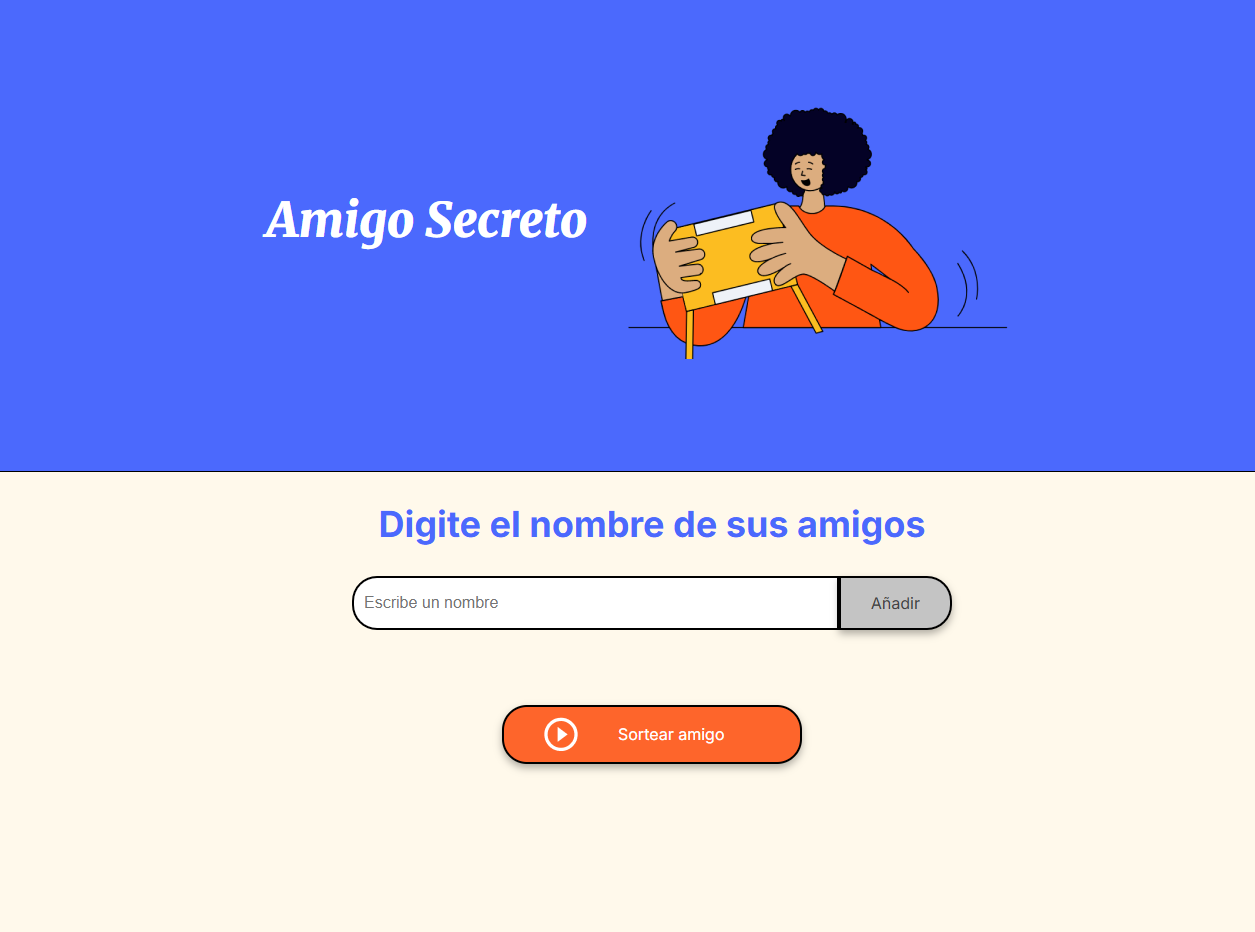 Amigo Secreto
Digite el nombre de sus amigos
Escribe un nombre
Añadir
Sortear amigo